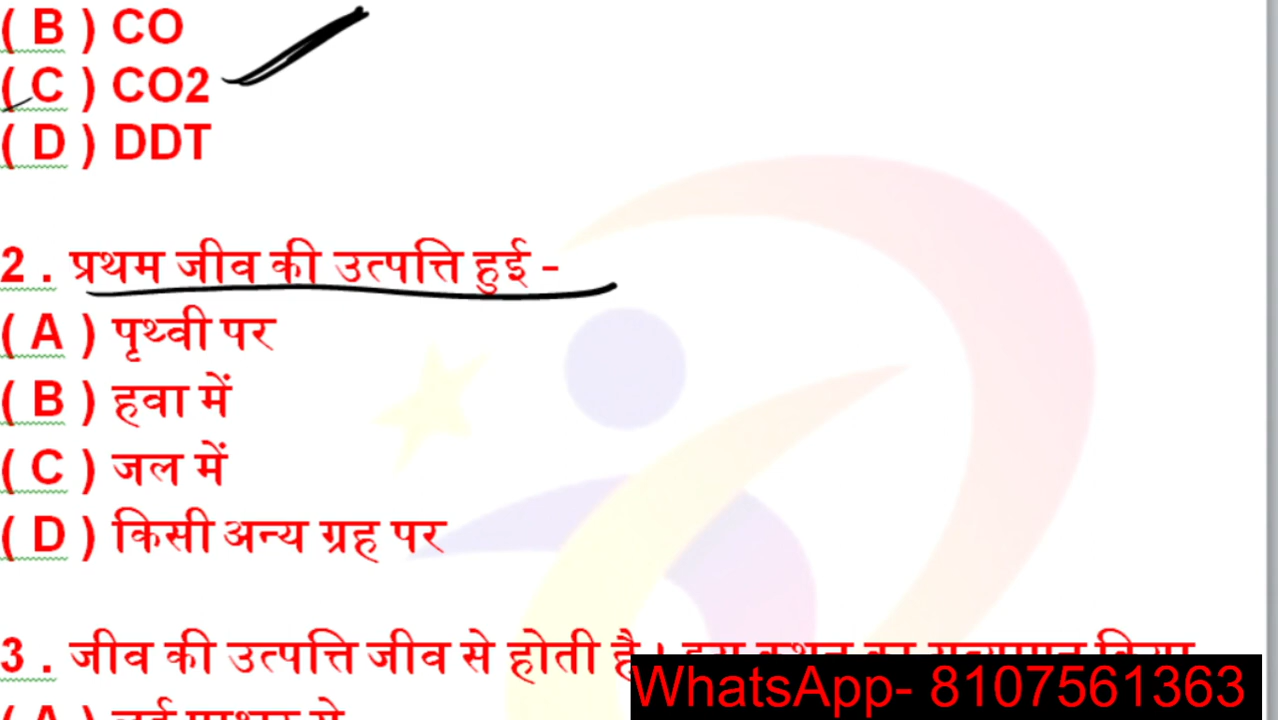 ( B ) CO
( C ) CO2
( D ) DDT
2 . प्रथम जीव की उत्पत्ति हुई -
( A ) पृथ्वी पर
( B ) हवा में
( C ) जल में
( D ) किसी अन्य ग्रह पर
3 . जीव की उत्पत्ति जीव से होती है
WhatsApp- 8107561363
( A )